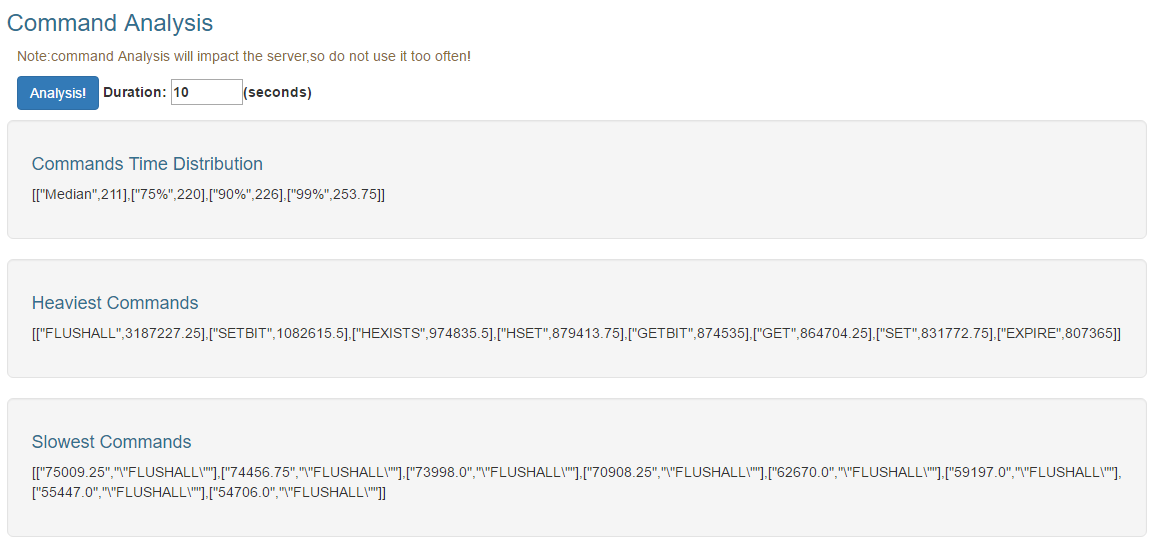 Command Analysis
Note:command Analysis will impact the server,so do not use it too often!
Analysis! Duration: 10 (seconds)
Commands Time Distribution
[["Median",211],["75%",220],["90%",226],["99%",253.75]]
Heaviest Commands
[["FLUSHALL",3187227.25],["SETBIT",1082615.5],["HEXISTS",974835.5],["HSET",879413.75],["GETBIT",874535],["GET",864704.25],["SET",831772.75],["EXPIRE",807365]]
Slowest Commands
[["75009.25","\"FLUSHALL\""],["74456.75","\"FLUSHALL\""],["73998.0","\"FLUSHALL\""],["70908.25","\"FLUSHALL\""],["62670.0","\"FLUSHALL\""],["59197.0","\"FLUSHALL\""],
["55447.0","\"FLUSHALL\""],["54706.0","\"FLUSHALL\""]]